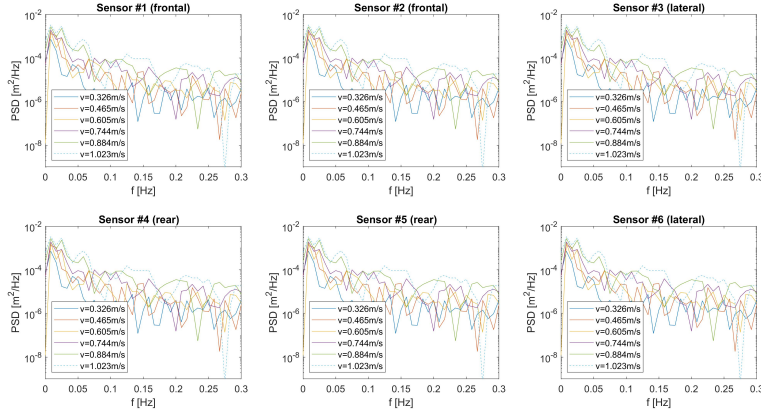 Sensor #1 (frontal)
10^-2
10^-4
10^-6
10^-8
PSD [m^2/Hz]
v=0.326m/s
v=0.465m/s
v=0.605m/s
v=0.744m/s
v=0.884m/s
v=1.023m/s
0 0.05 0.1 0.15 0.2 0.25 0.3
f [Hz]
Sensor #2 (frontal)
10^-2
10^-4
10^-6
10^-8
PSD [m^2/Hz]
v=0.326m/s
v=0.465m/s
v=0.605m/s
v=0.744m/s
v=0.884m/s
v=1.023m/s
0 0.05 0.1 0.15 0.2 0.25 0.3
f [Hz]
Sensor #3 (lateral)
10^-2
10^-4
10^-6
10^-8
PSD [m^2/Hz]
v=0.326m/s
v=0.465m/s
v=0.605m/s
v=0.744m/s
v=0.884m/s
v=1.023m/s
0 0.05 0.1 0.15 0.2 0.25 0.3
f [Hz]
Sensor #4 (rear)
10^-2
10^-4
10^-6
10^-8
PSD [m^2/Hz]
v=0.326m/s
v=0.465m/s
v=0.605m/s
v=0.744m/s
v=0.884m/s
v=1.023m/s
0 0.05 0.1 0.15 0.2 0.25 0.3
f [Hz]
Sensor #5 (rear)
10^-2
10^-4
10^-6
10^-8
PSD [m^2/Hz]
v=0.326m/s
v=0.465m/s
v=0.605m/s
v=0.744m/s
v=0.884m/s
v=1.023m/s
0 0.05 0.1 0.15 0.2 0.25 0.3
f [Hz]
Sensor #6 (lateral)
10^-2
10^-4
10^-6
10^-8
PSD [m^2/Hz]
v=0.326m/s
v=0.465m/s
v=0.605m/s
v=0.744m/s
v=0.884m/s
v=1.023m/s
0 0.05 0.1 0.15 0.2 0.25 0.3
f [Hz]